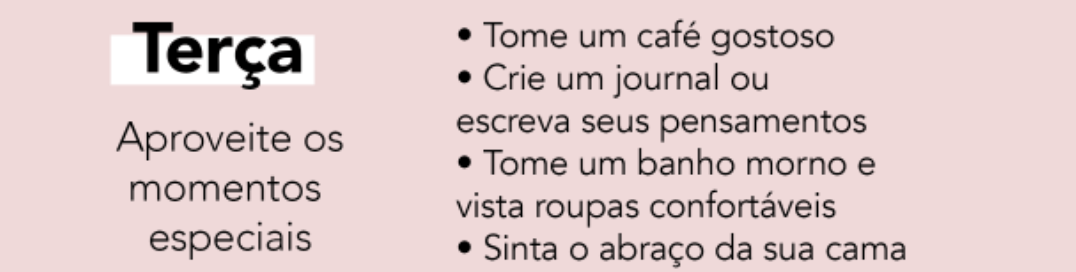 Terça
Aproveite os
momentos
especiais
• Tome um café gostoso
• Crie um journal ou
escreva seus pensamentos
• Tome um banho morno e
vista roupas confortáveis
• Sinta o abraço da sua cama